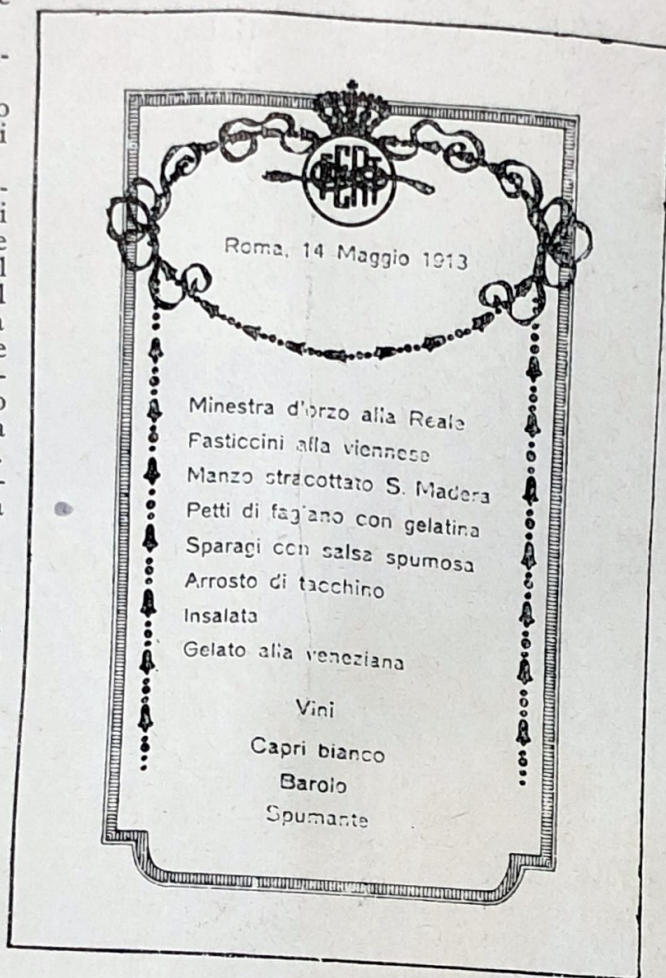 Roma, 14 Maggio 1913
Minestra d'orzo alla Reale
Pasticcini alla viennese
Manzo stracottato S. Madera
Petti di fagiano con gelatina
Sparagi con salsa spumosa
Arrosto di tacchino
Insalata
Gelato alla veneziana
Vini
Capri bianco
Barolo
Spumante